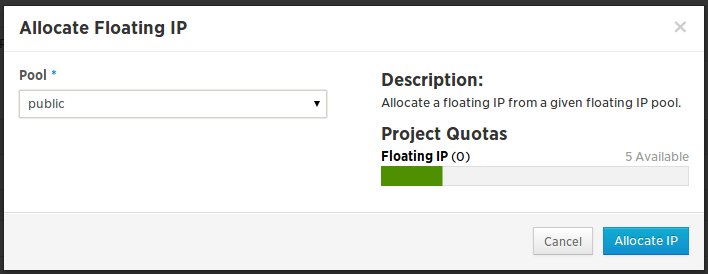 Allocate Floating IP
×
Pool *
public
Description:
Allocate a floating IP from a given floating IP pool.
Project Quotas
Floating IP (0)
5 Available
Cancel
Allocate IP